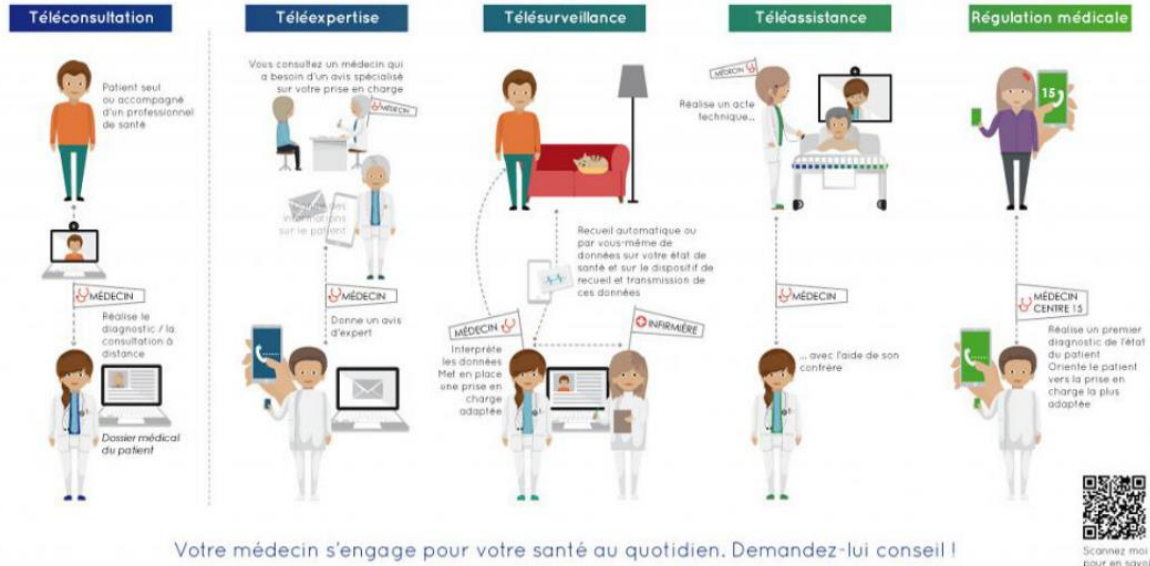 Téléconsultation
Patient seul
ou accompagné
d'un professionnel
de santé
MÉDECIN
Réalise le
diagnostic / la
consultation à
distance
Dossier médical
du patient
Téléexpertise
Vous consultez un médecin qui
a besoin d'un avis spécialisé
sur votre prise en charge
MÉDECIN
des
informations
sur le patient
MÉDECIN
Donne un avis
d'expert
Télésurveillance
Recueil automatique ou
par vous-même de
données sur votre état de
santé et sur le dispositif de
recueil et transmission de
ces données
MÉDECIN
Interprète
les données
Met en place
une prise en
charge
adaptée
INFIRMIÈRE
Téléassistance
MÉDECIN
Réalise un acte
technique...
MÉDECIN
... avec l'aide de son
confrère
Régulation médicale
15
MÉDECIN
CENTRE 15
Réalise un premier
diagnostic de l'état
du patient
Oriente le patient
vers la prise en
charge la plus
adaptée
Votre médecin s'engage pour votre santé au quotidien. Demandez-lui conseil !
Scannez moi
pour en savoir